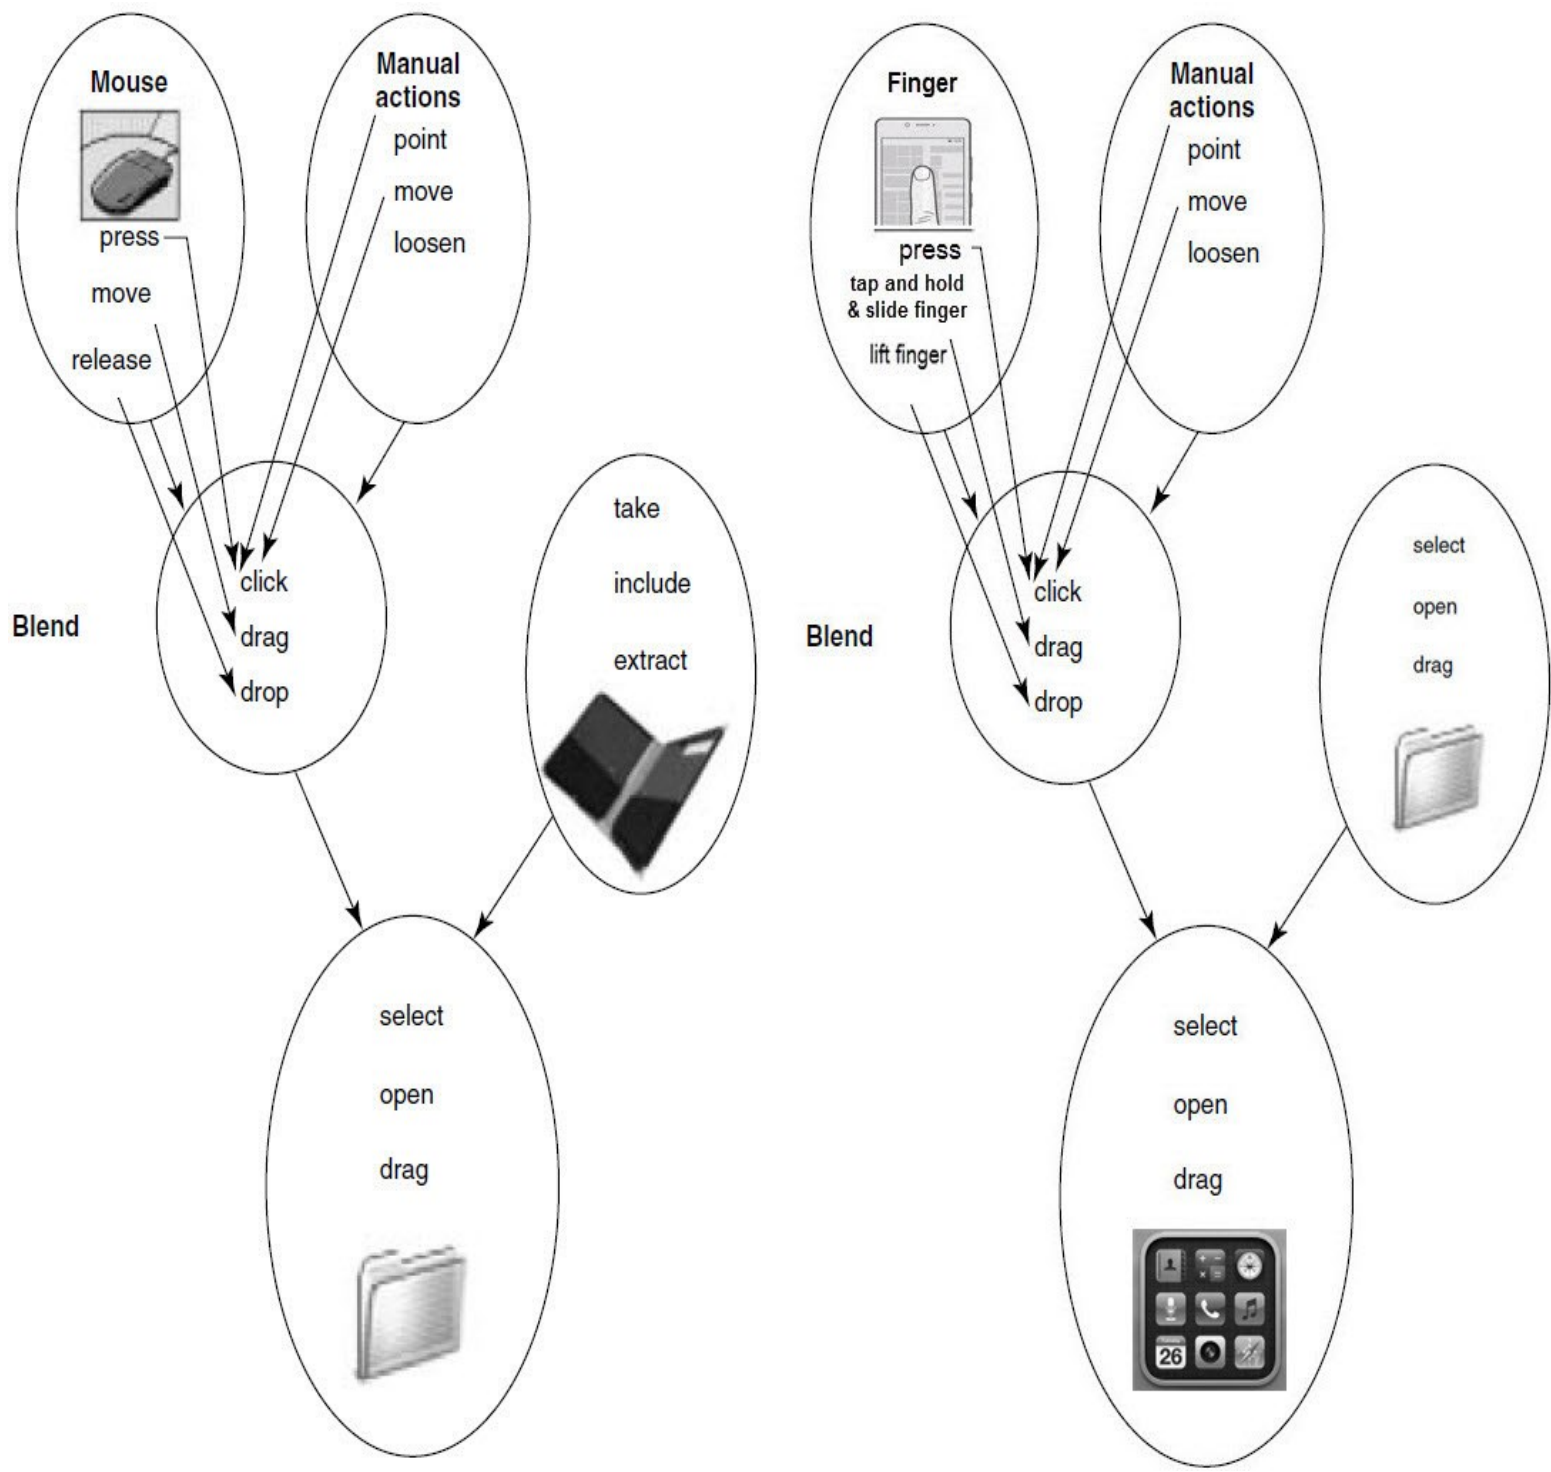 Mouse
press
move
release
Manual
actions
point
move
loosen
Blend
click
drag
drop
take
include
extract
select
open
drag
Finger
press
tap and hold
& slide finger
lift finger
Manual
actions
point
move
loosen
Blend
click
drag
drop
select
open
drag
select
open
drag
26